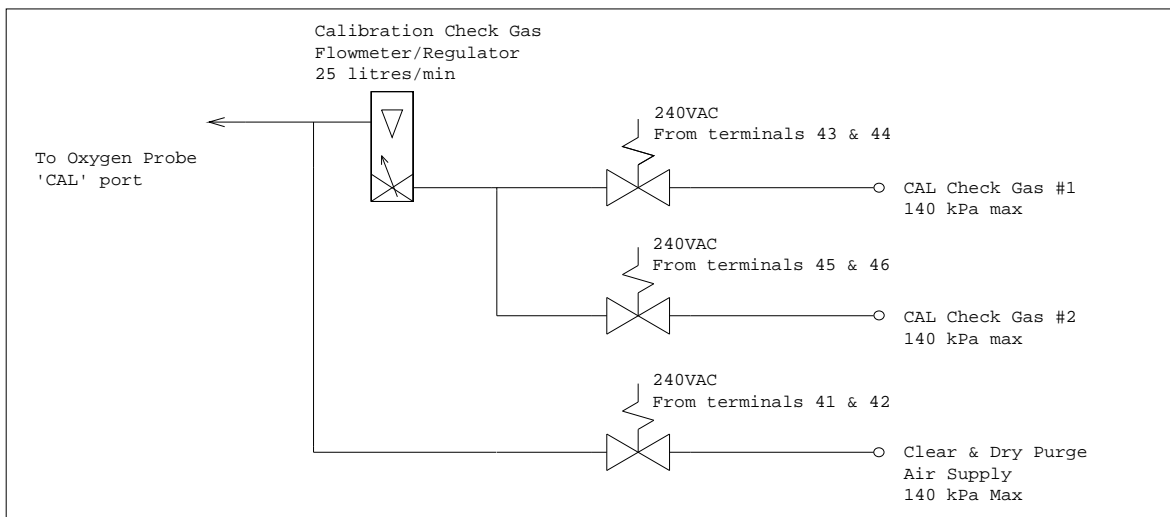 Calibration Check Gas
Flowmeter/Regulator
25 litres/min
To Oxygen Probe
'CAL' port
240VAC
From terminals 43 & 44
CAL Check Gas #1
140 kPa max
240VAC
From terminals 45 & 46
CAL Check Gas #2
140 kPa max
240VAC
From terminals 41 & 42
Clear & Dry Purge
Air Supply
140 kPa Max